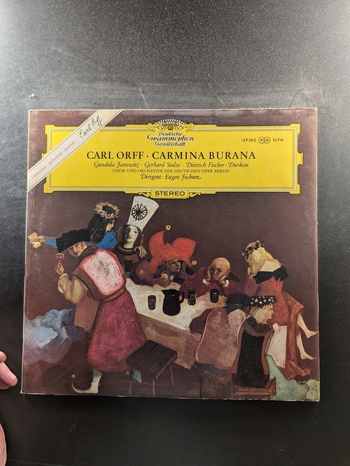 Deutsche
Grammophon
Gesellschaft
CARL ORFF · CARMINA BURANA
Gundula Janowitz · Gerhard Stolze · Dietrich Fischer-Dieskau
CHOR UND ORCHESTER DER DEUTSCHEN OPER BERLIN
Dirigent: Eugen Jochum
STEREO
139 362
SLPM